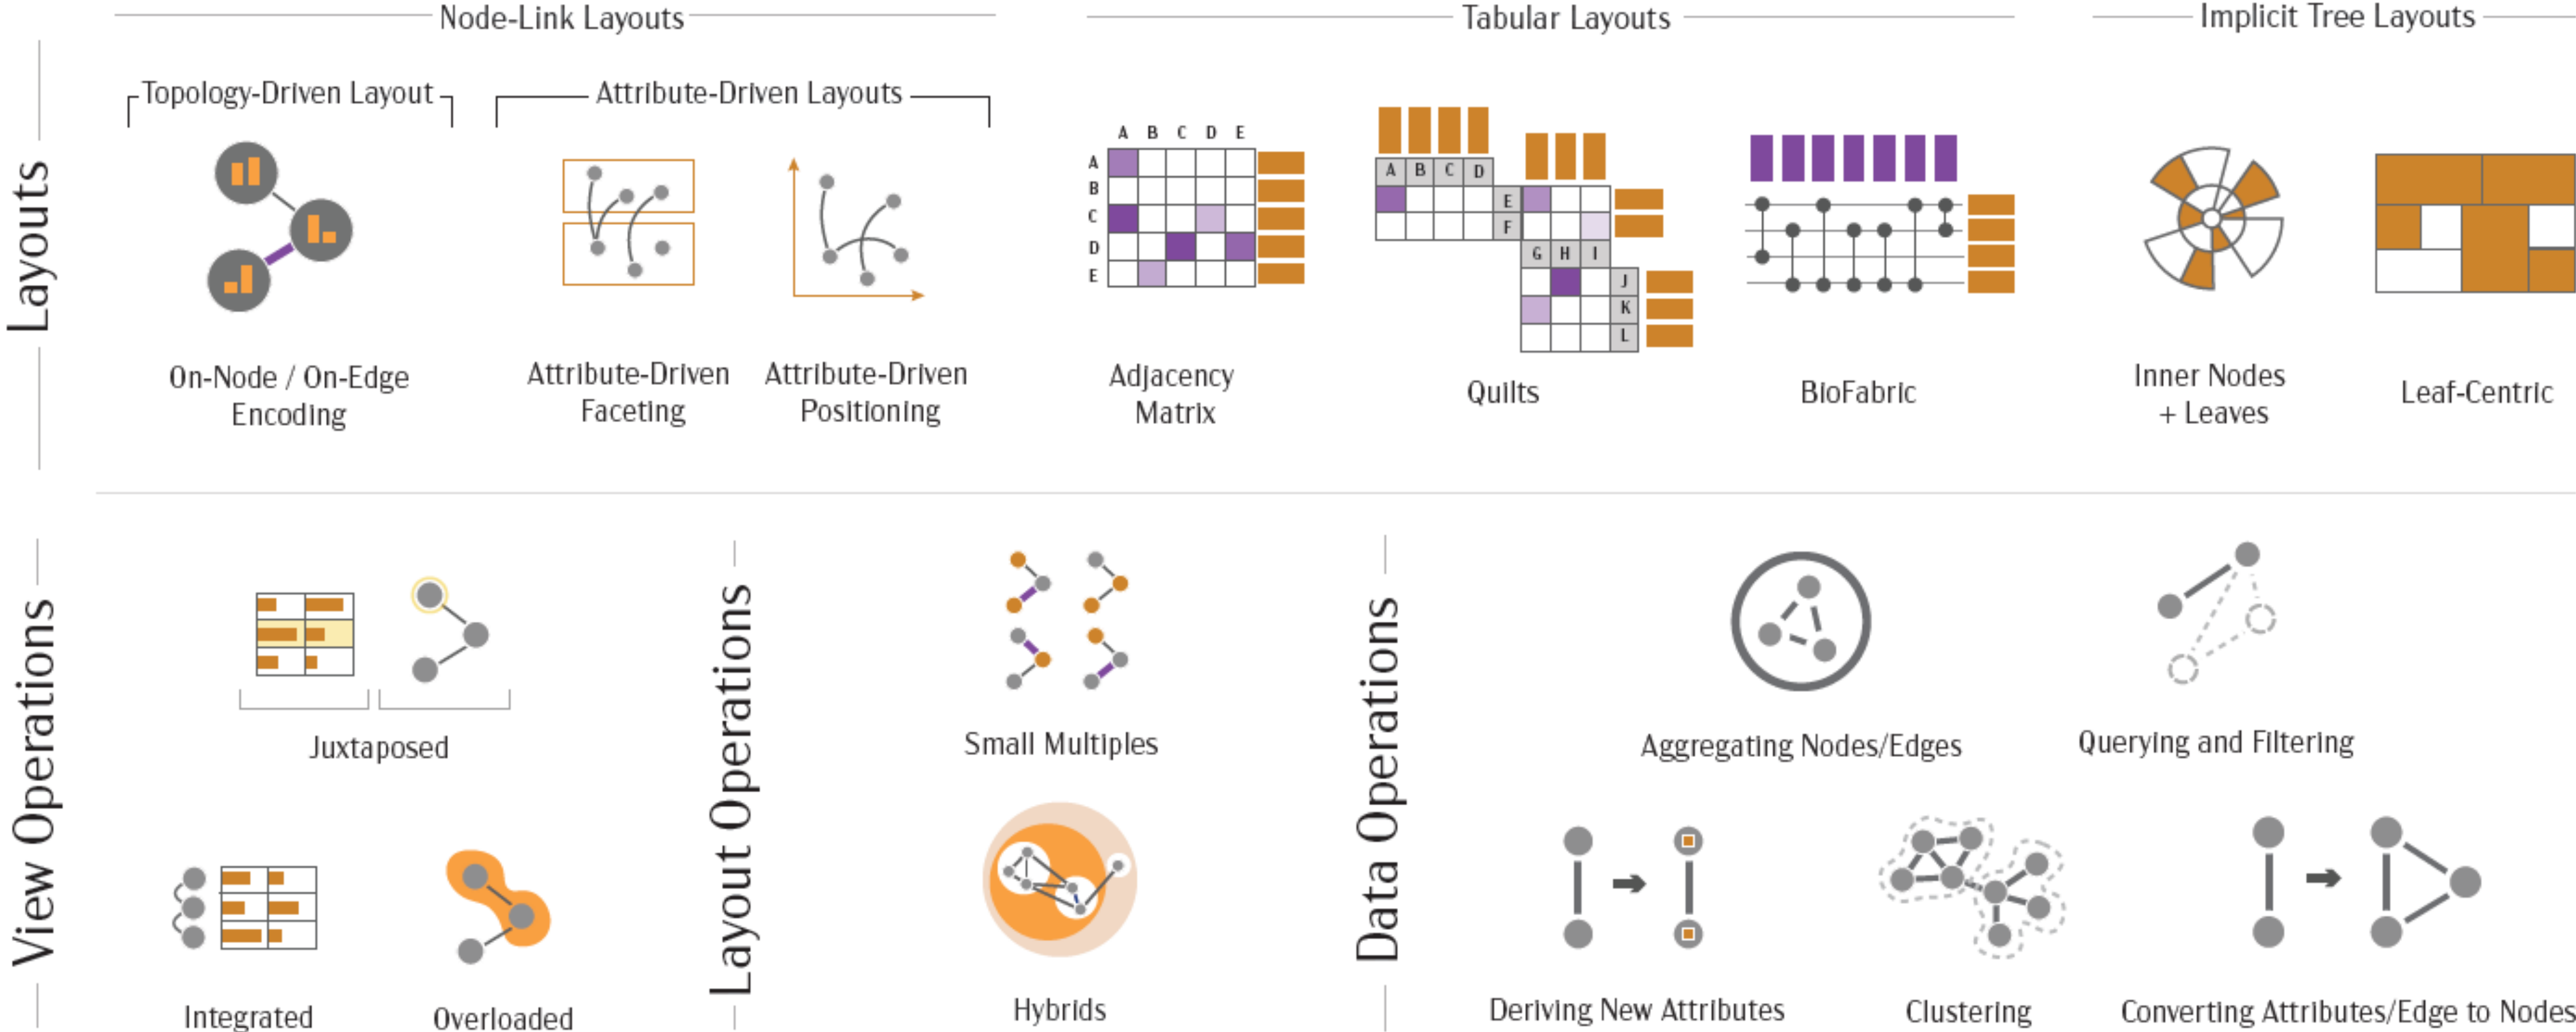 Node-Link Layouts
Tabular Layouts
Implicit Tree Layouts
Layouts
Topology-Driven Layout
Attribute-Driven Layouts
A B C D E
A
B
C
D
E
A B C D
E
F
G H I
J
K
L
On-Node / On-Edge
Encoding
Attribute-Driven
Faceting
Attribute-Driven
Positioning
Adjacency
Matrix
Quilts
BioFabric
Inner Nodes
+ Leaves
Leaf-Centric
View Operations
Juxtaposed
Integrated
Overloaded
Layout Operations
Small Multiples
Hybrids
Data Operations
Aggregating Nodes/Edges
Querying and Filtering
Deriving New Attributes
Clustering
Converting Attributes/Edge to Nodes